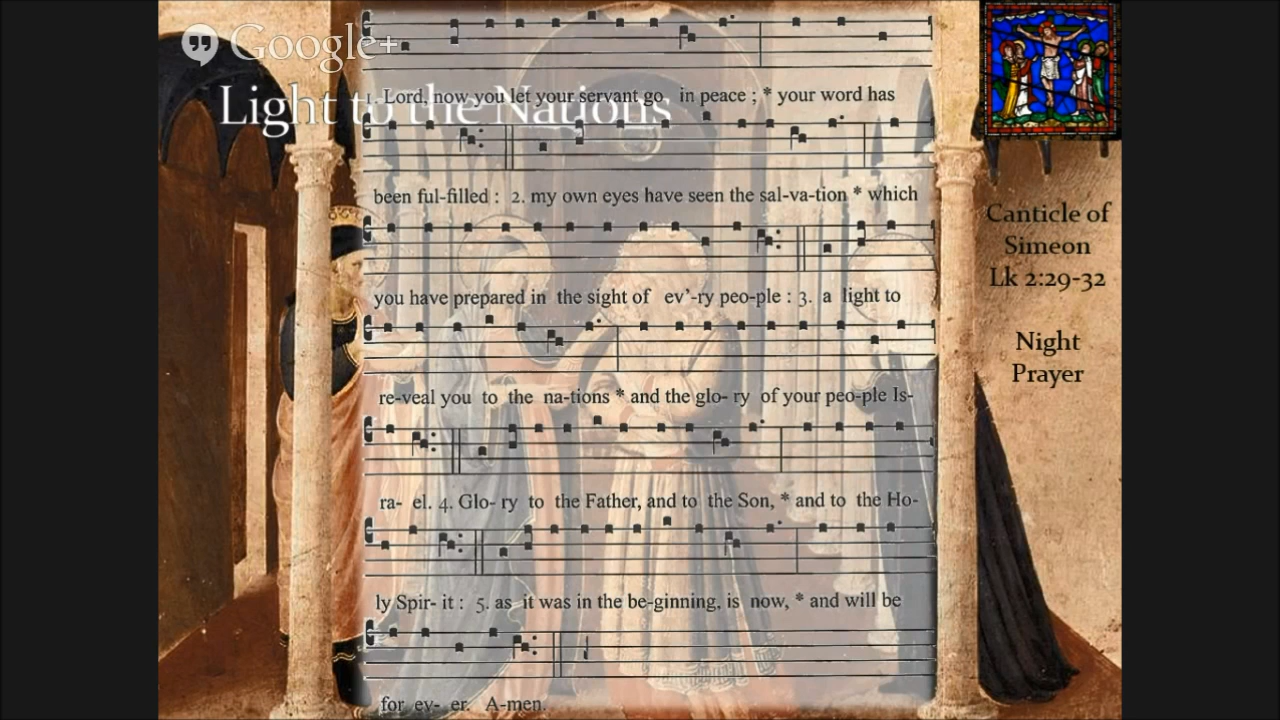 Google+
Light to the Nations
1. Lord, now you let your servant go in peace ; * your word has
been ful-filled : 2. my own eyes have seen the sal-va-tion * which
you have prepared in the sight of ev'-ry peo-ple : 3. a light to
re-veal you to the na-tions * and the glo- ry of your peo-ple Is-
ra- el. 4. Glo- ry to the Father, and to the Son, * and to the Ho-
ly Spir- it : 5. as it was in the be-ginning, is now, * and will be
for ev- er. A-men.
Canticle of
Simeon
Lk 2:29-32
Night
Prayer